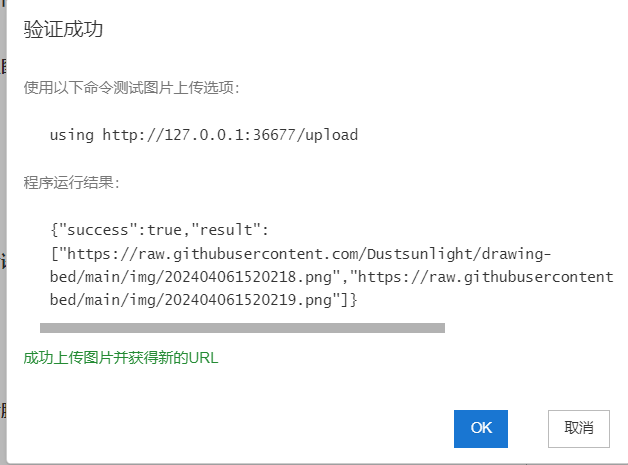 验证成功
使用以下命令测试图片上传选项：
using http://127.0.0.1:36677/upload
程序运行结果：
{"success":true,"result":
["https://raw.githubusercontent.com/Dustsunlight/drawing-
bed/main/img/202404061520218.png","https://raw.githubusercontent
bed/main/img/202404061520219.png"]}
成功上传图片并获得新的URL
OK 取消